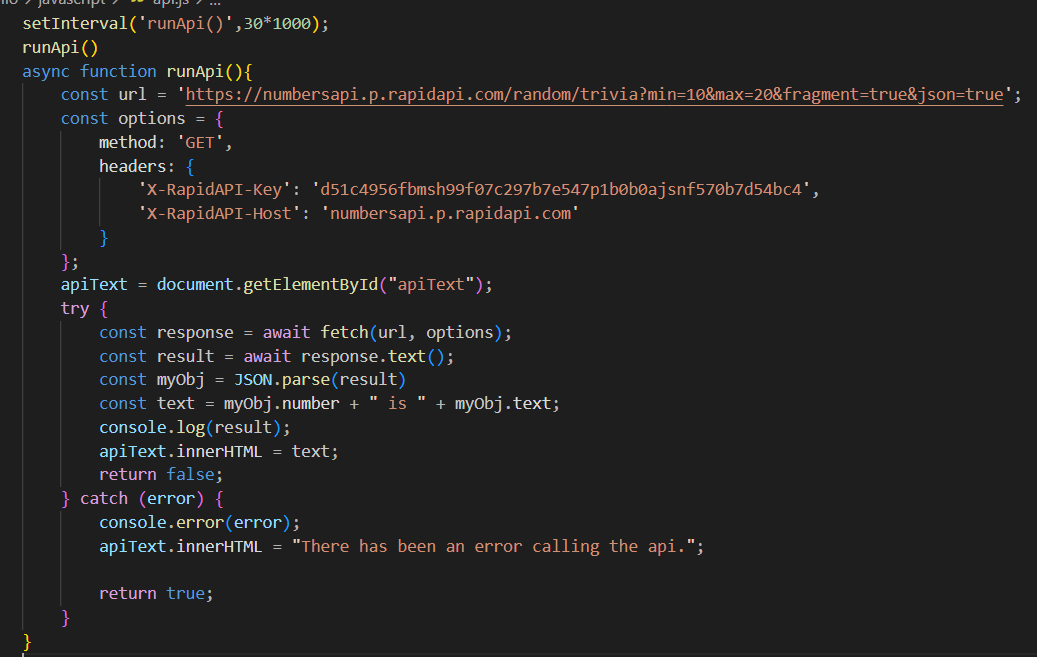 javascript > api.js > ...
setInterval('runApi()',30*1000);
runApi()
async function runApi(){
    const url = 'https://numbersapi.p.rapidapi.com/random/trivia?min=10&max=20&fragment=true&json=true';
    const options = {
        method: 'GET',
        headers: {
            'X-RapidAPI-Key': 'd51c4956fbmsh99f07c297b7e547p1b0b0ajsnf570b7d54bc4',
            'X-RapidAPI-Host': 'numbersapi.p.rapidapi.com'
        }
    };
    apiText = document.getElementById("apiText");
    try {
        const response = await fetch(url, options);
        const result = await response.text();
        const myObj = JSON.parse(result)
        const text = myObj.number + " is " + myObj.text;
        console.log(result);
        apiText.innerHTML = text;
        return false;
    } catch (error) {
        console.error(error);
        apiText.innerHTML = "There has been an error calling the api.";

        return true;
    }
}